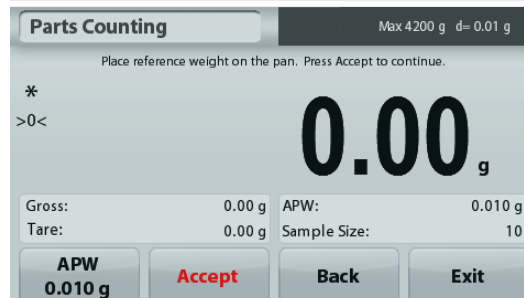 Parts Counting Max 4200 g d= 0.01 g
Place reference weight on the pan. Press Accept to continue.
*
>0<
0.00 g
Gross: 0.00 g APW: 0.010 g
Tare: 0.00 g Sample Size: 10
APW
0.010 g
Accept
Back
Exit